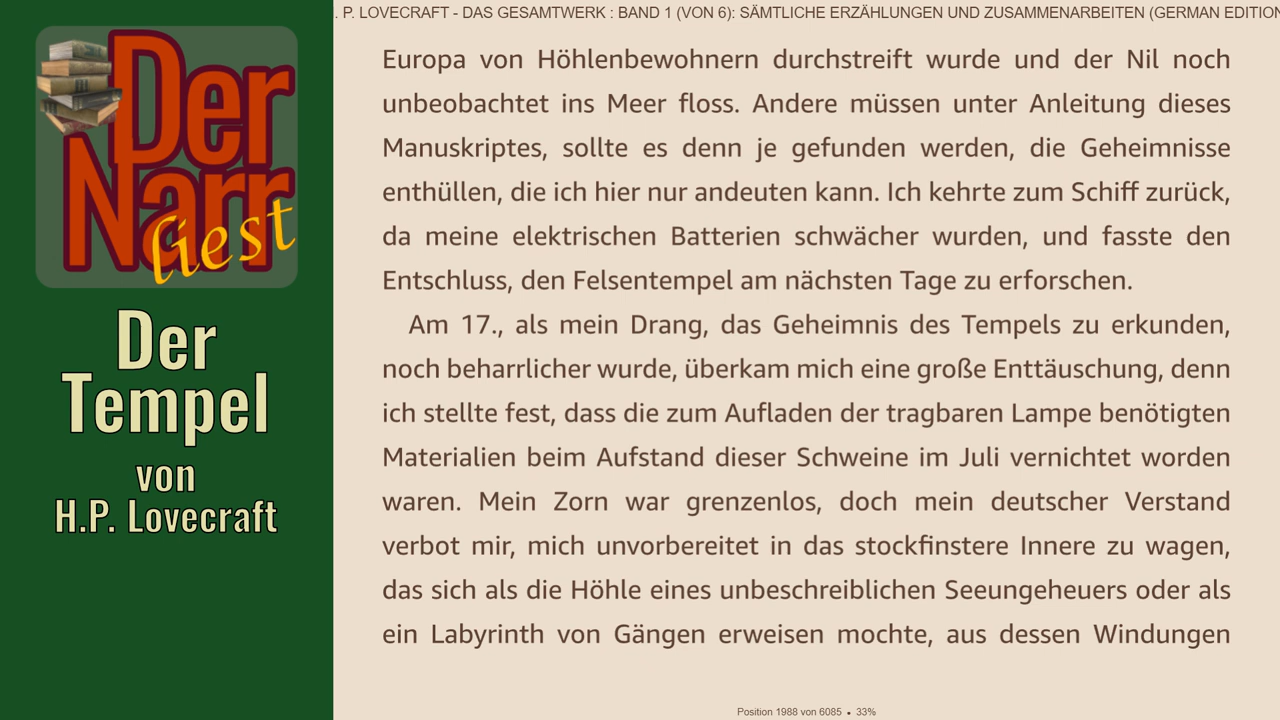 Der
Narr
liest
Der
Tempel
von
H.P. Lovecraft
. P. LOVECRAFT - DAS GESAMTWERK : BAND 1 (VON 6): SÄMTLICHE ERZÄHLUNGEN UND ZUSAMMENARBEITEN (GERMAN EDITION
Europa von Höhlenbewohnern durchstreift wurde und der Nil noch
unbeobachtet ins Meer floss. Andere müssen unter Anleitung dieses
Manuskriptes, sollte es denn je gefunden werden, die Geheimnisse
enthüllen, die ich hier nur andeuten kann. Ich kehrte zum Schiff zurück,
da meine elektrischen Batterien schwächer wurden, und fasste den
Entschluss, den Felsentempel am nächsten Tage zu erforschen.
Am 17., als mein Drang, das Geheimnis des Tempels zu erkunden,
noch beharrlicher wurde, überkam mich eine große Enttäuschung, denn
ich stellte fest, dass die zum Aufladen der tragbaren Lampe benötigten
Materialien beim Aufstand dieser Schweine im Juli vernichtet worden
waren. Mein Zorn war grenzenlos, doch mein deutscher Verstand
verbot mir, mich unvorbereitet in das stockfinstere Innere zu wagen,
das sich als die Höhle eines unbeschreiblichen Seeungeheuers oder als
ein Labyrinth von Gängen erweisen mochte, aus dessen Windungen
Position 1988 von 6085 • 33%